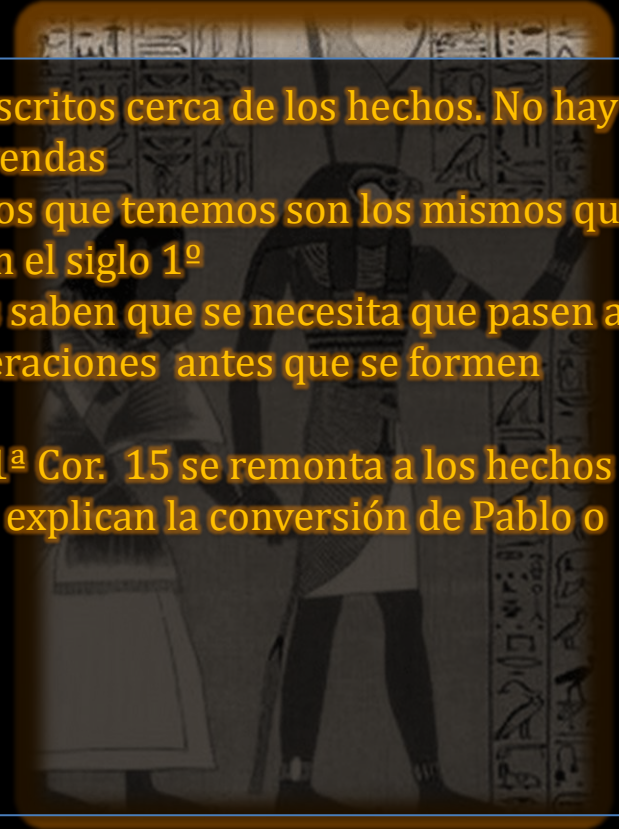 scritos cerca de los hechos. No hay
endas
os que tenemos son los mismos qu
n el siglo 1º
saben que se necesita que pasen a
eraciones antes que se formen
1ª Cor. 15 se remonta a los hechos
explican la conversión de Pablo o